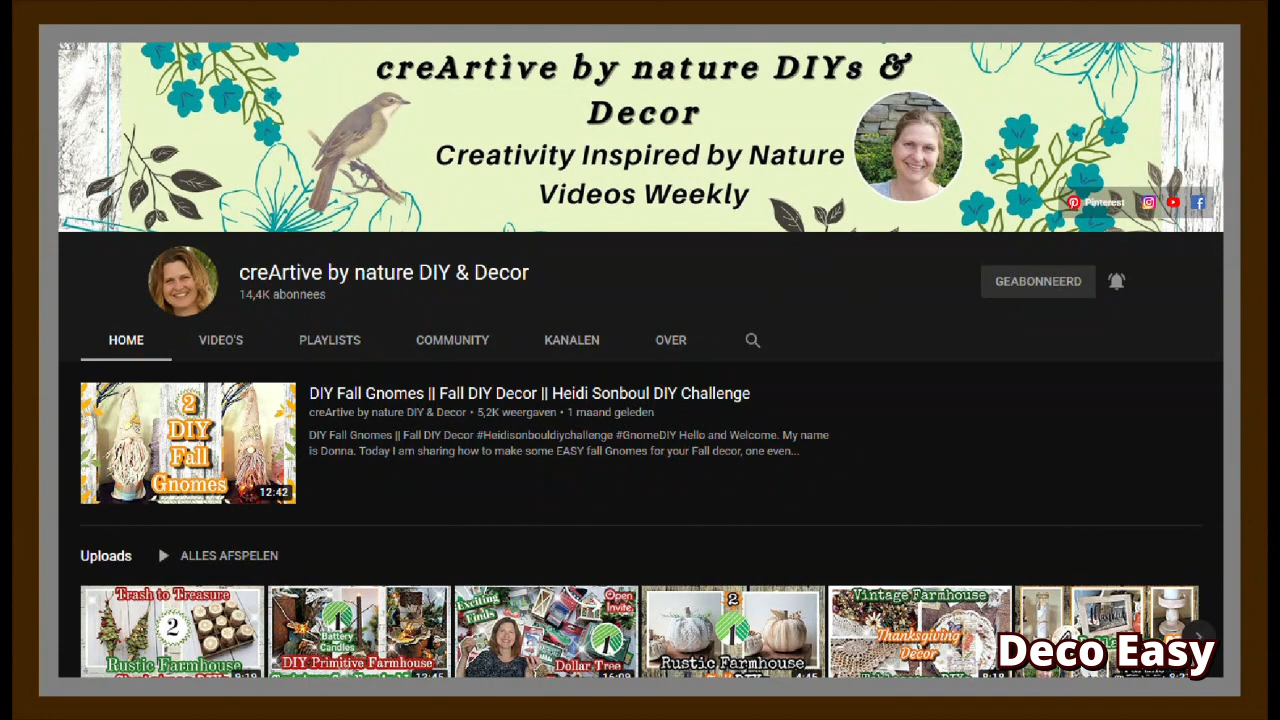 creArtive by nature DIYs &
Decor
Creativity Inspired by Nature
Videos Weekly
Pinterest
creArtive by nature DIY & Decor
14,4K abonnees
GEABONNEERD
HOME
VIDEO'S
PLAYLISTS
COMMUNITY
KANALEN
OVER
2
DIY
Fall
Gnomes
12:42
DIY Fall Gnomes || Fall DIY Decor || Heidi Sonboul DIY Challenge
creArtive by nature DIY & Decor • 5,2K weergaven • 1 maand geleden
DIY Fall Gnomes || Fall DIY Decor #Heidisonbouldiychallenge #GnomeDIY Hello and Welcome. My name
is Donna. Today I am sharing how to make some EASY fall Gnomes for your Fall decor, one even...
Uploads
ALLES AFSPELEN
Trash to Treasure
2
Rustic Farmhouse
Battery
Candles
DIY Primitive Farmhouse
Exciting
Finds
Open
Invite
Dollar Tree
2
Rustic Farmhouse
Vintage Farmhouse
Thanksgiving
Decor
Deco Easy